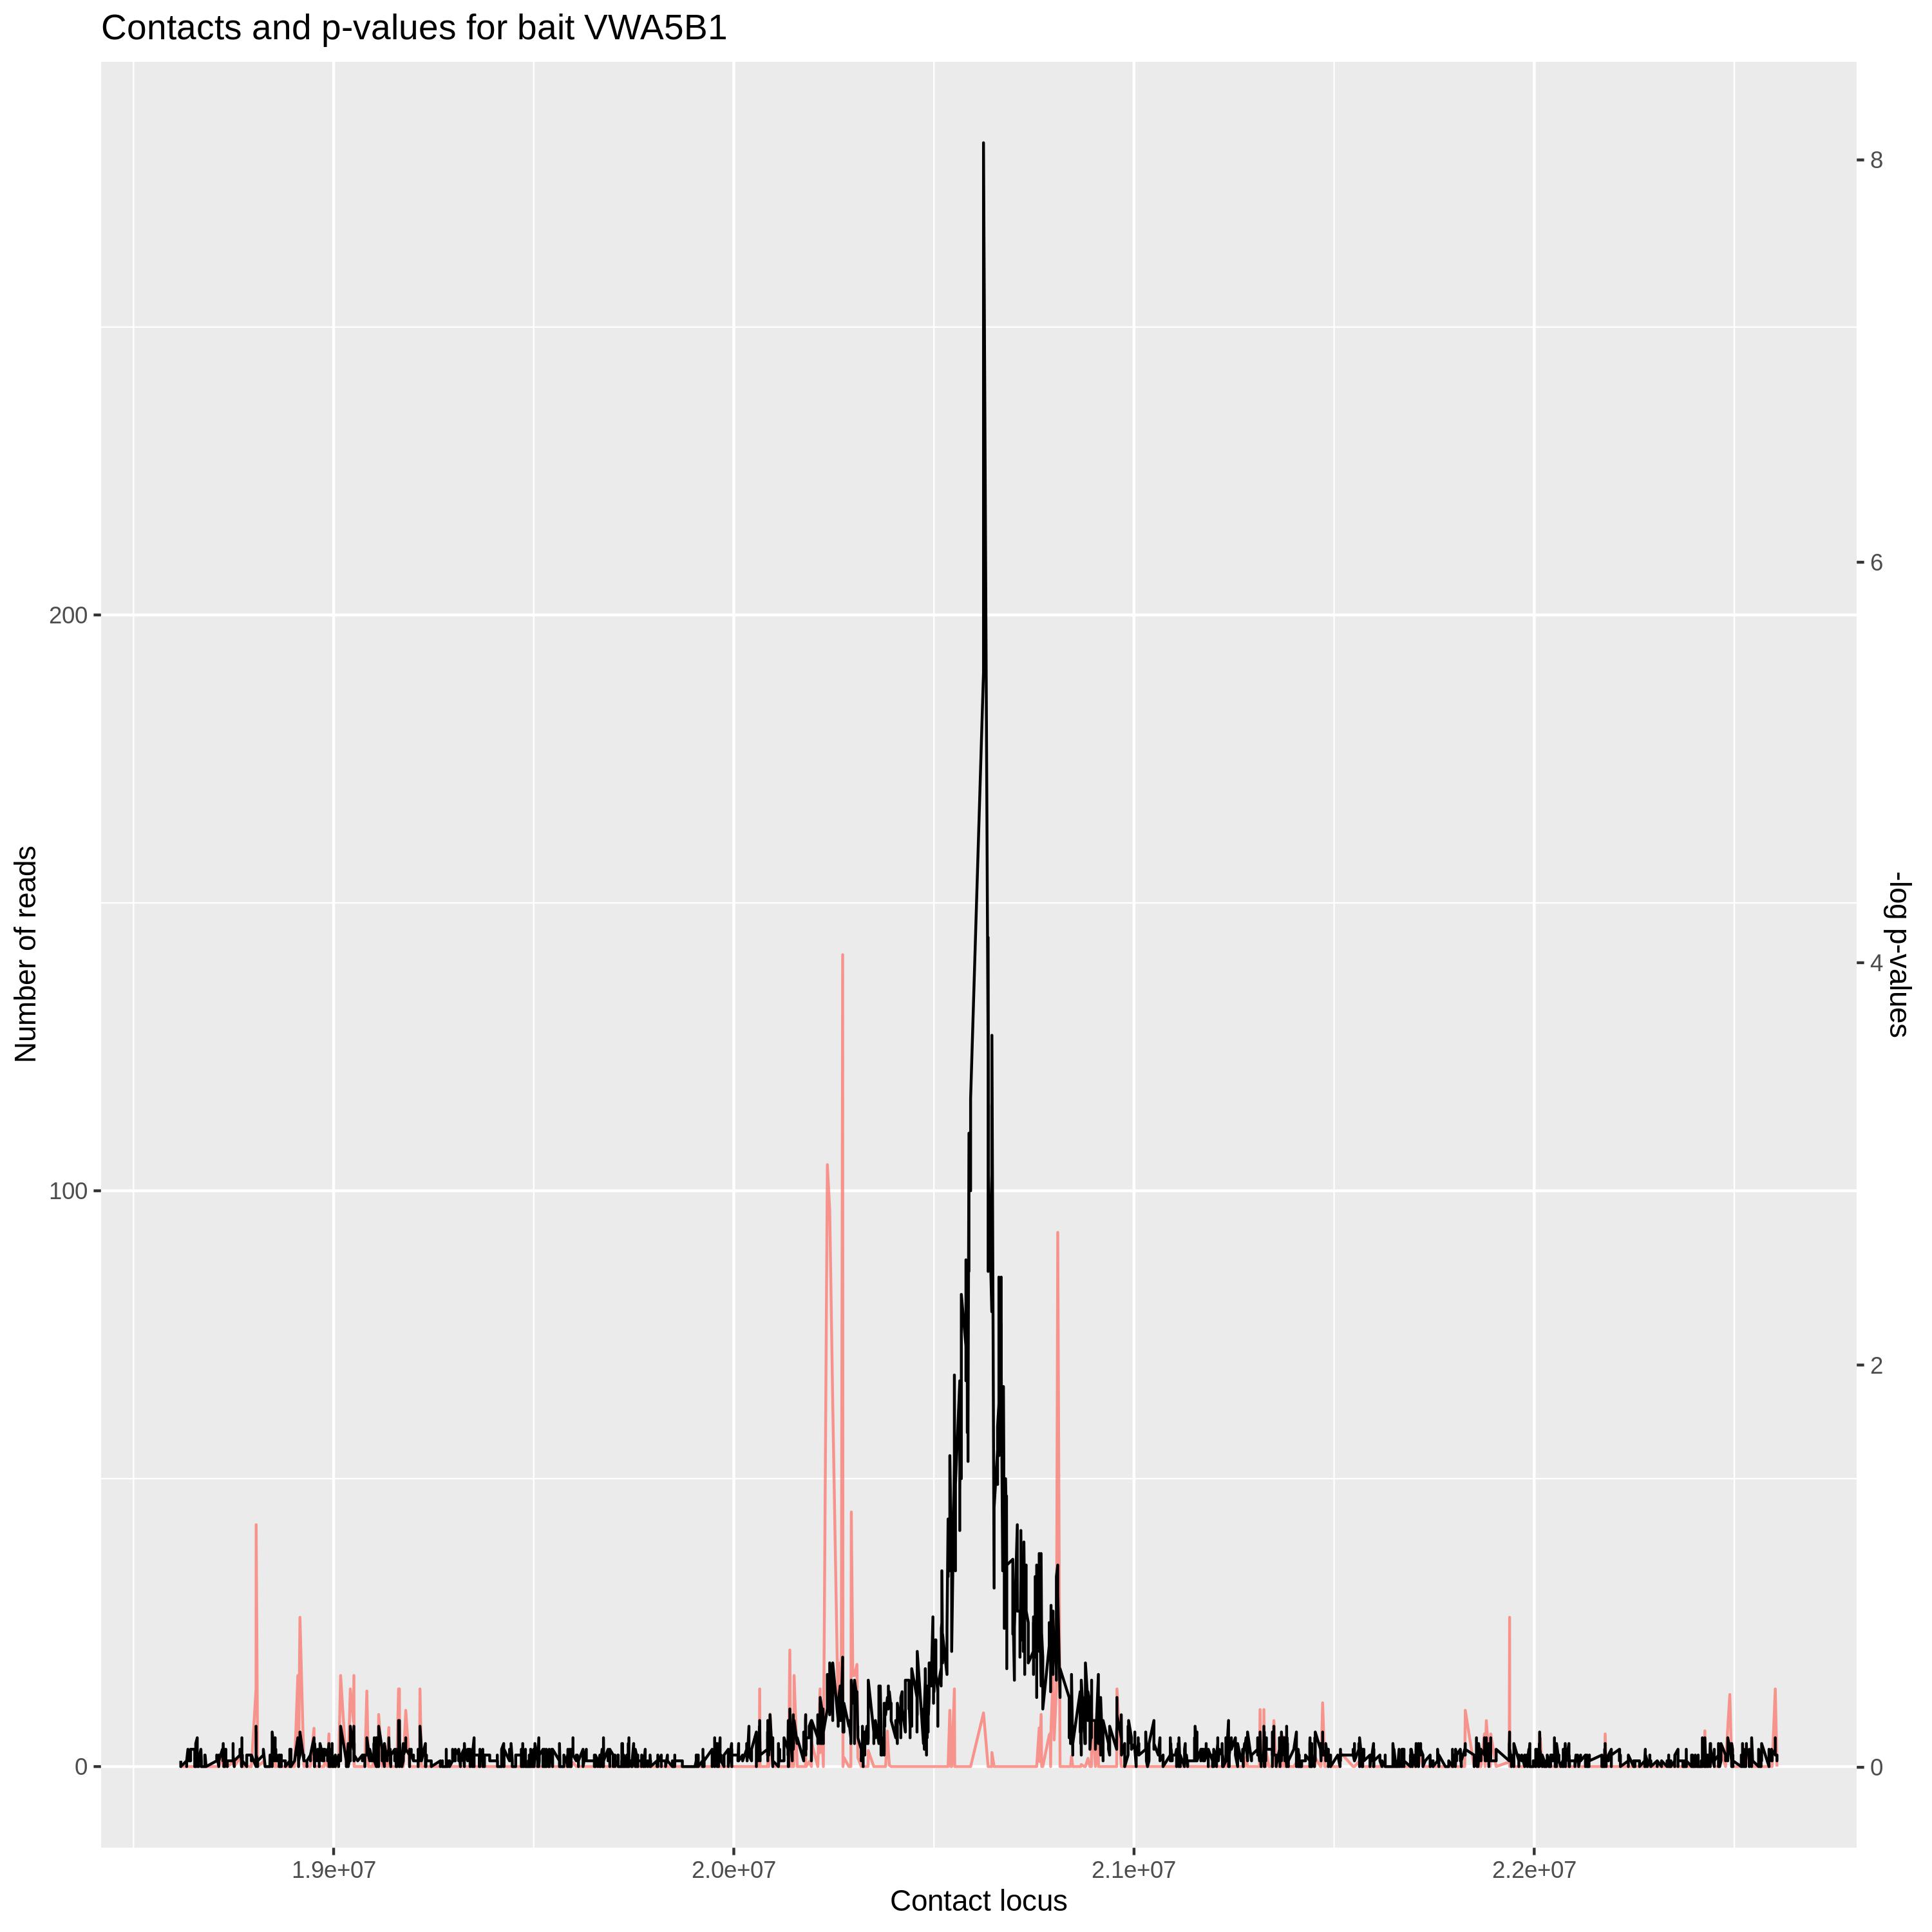 Contacts and p-values for bait VWA5B1
8
6
200
Number of reads
-log p-values
4
100
2
0
0
1.9e+07
2.0e+07
2.1e+07
2.2e+07
Contact locus